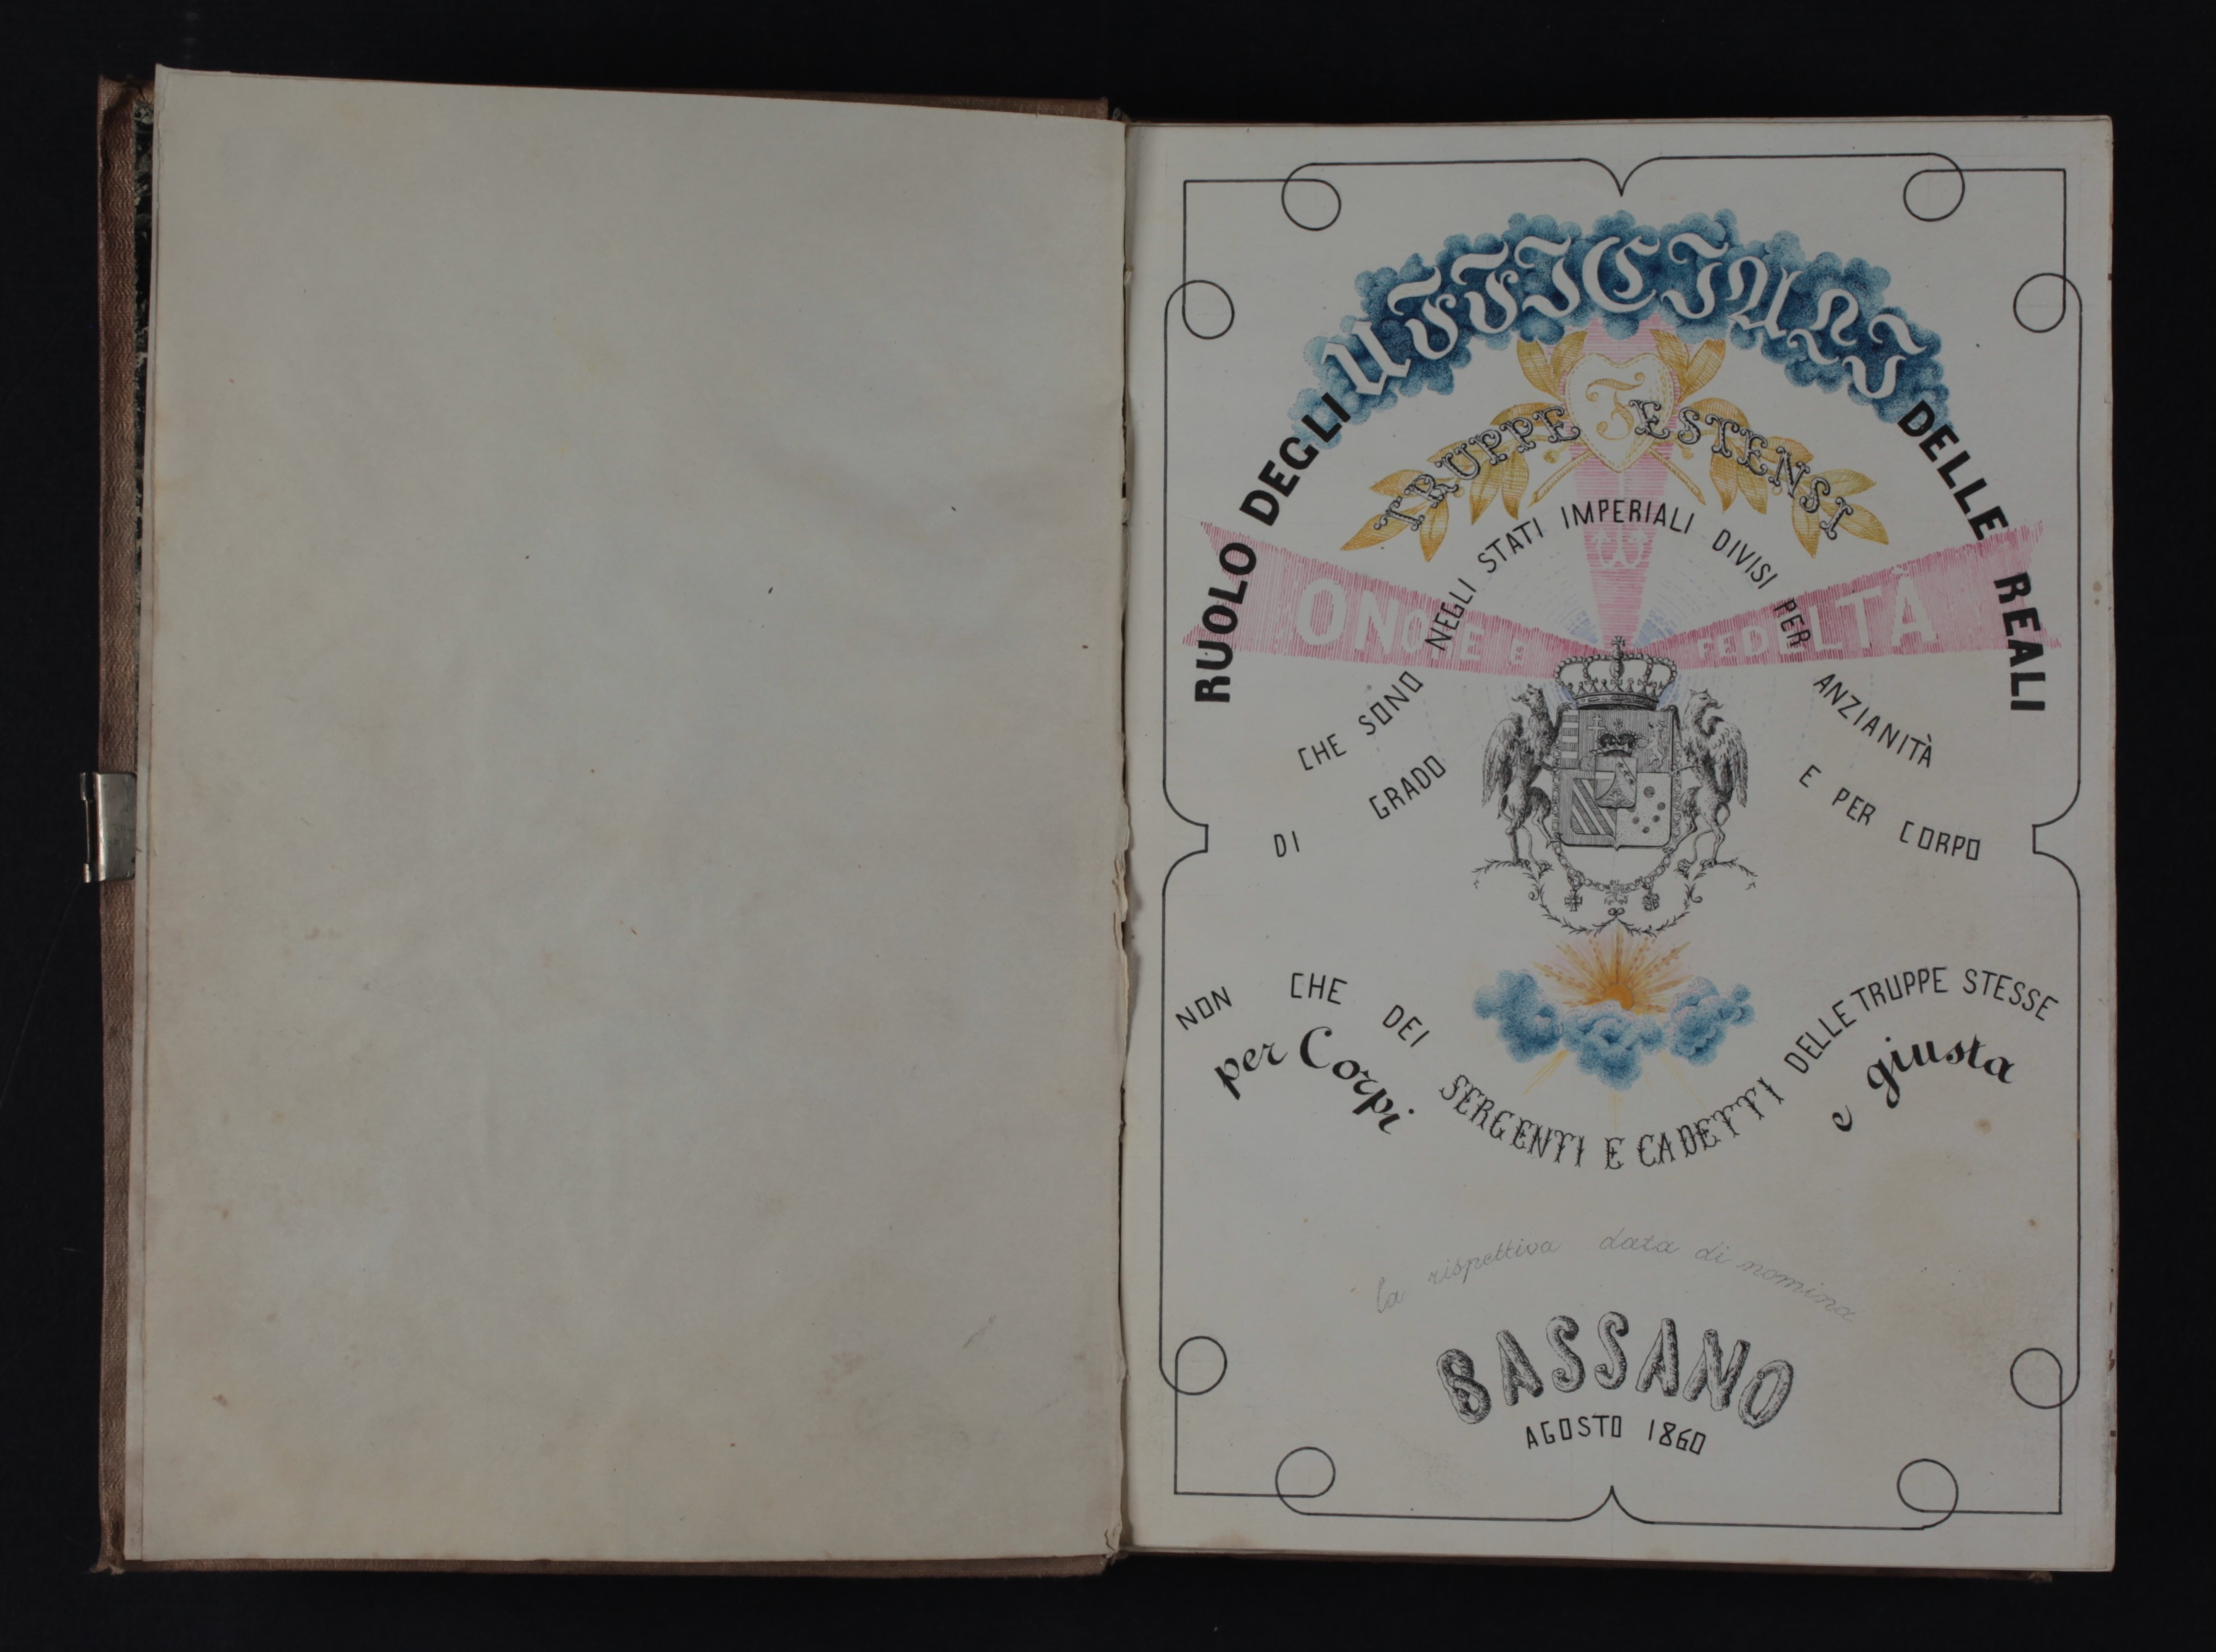 RUOLO DEGLI UFFICIALI DELLE REALI
TRUPPE ESTENSI
F
CHE SONO NEGLI STATI IMPERIALI DIVISI PER ANZIANITÀ
ONORE E FEDELTÀ
DI GRADO E PER CORPO
NON CHE DEI SERGENTI E CADETTI DELLE TRUPPE STESSE
per Corpi e giusta
la rispettiva data di nomina
BASSANO
AGOSTO 1860